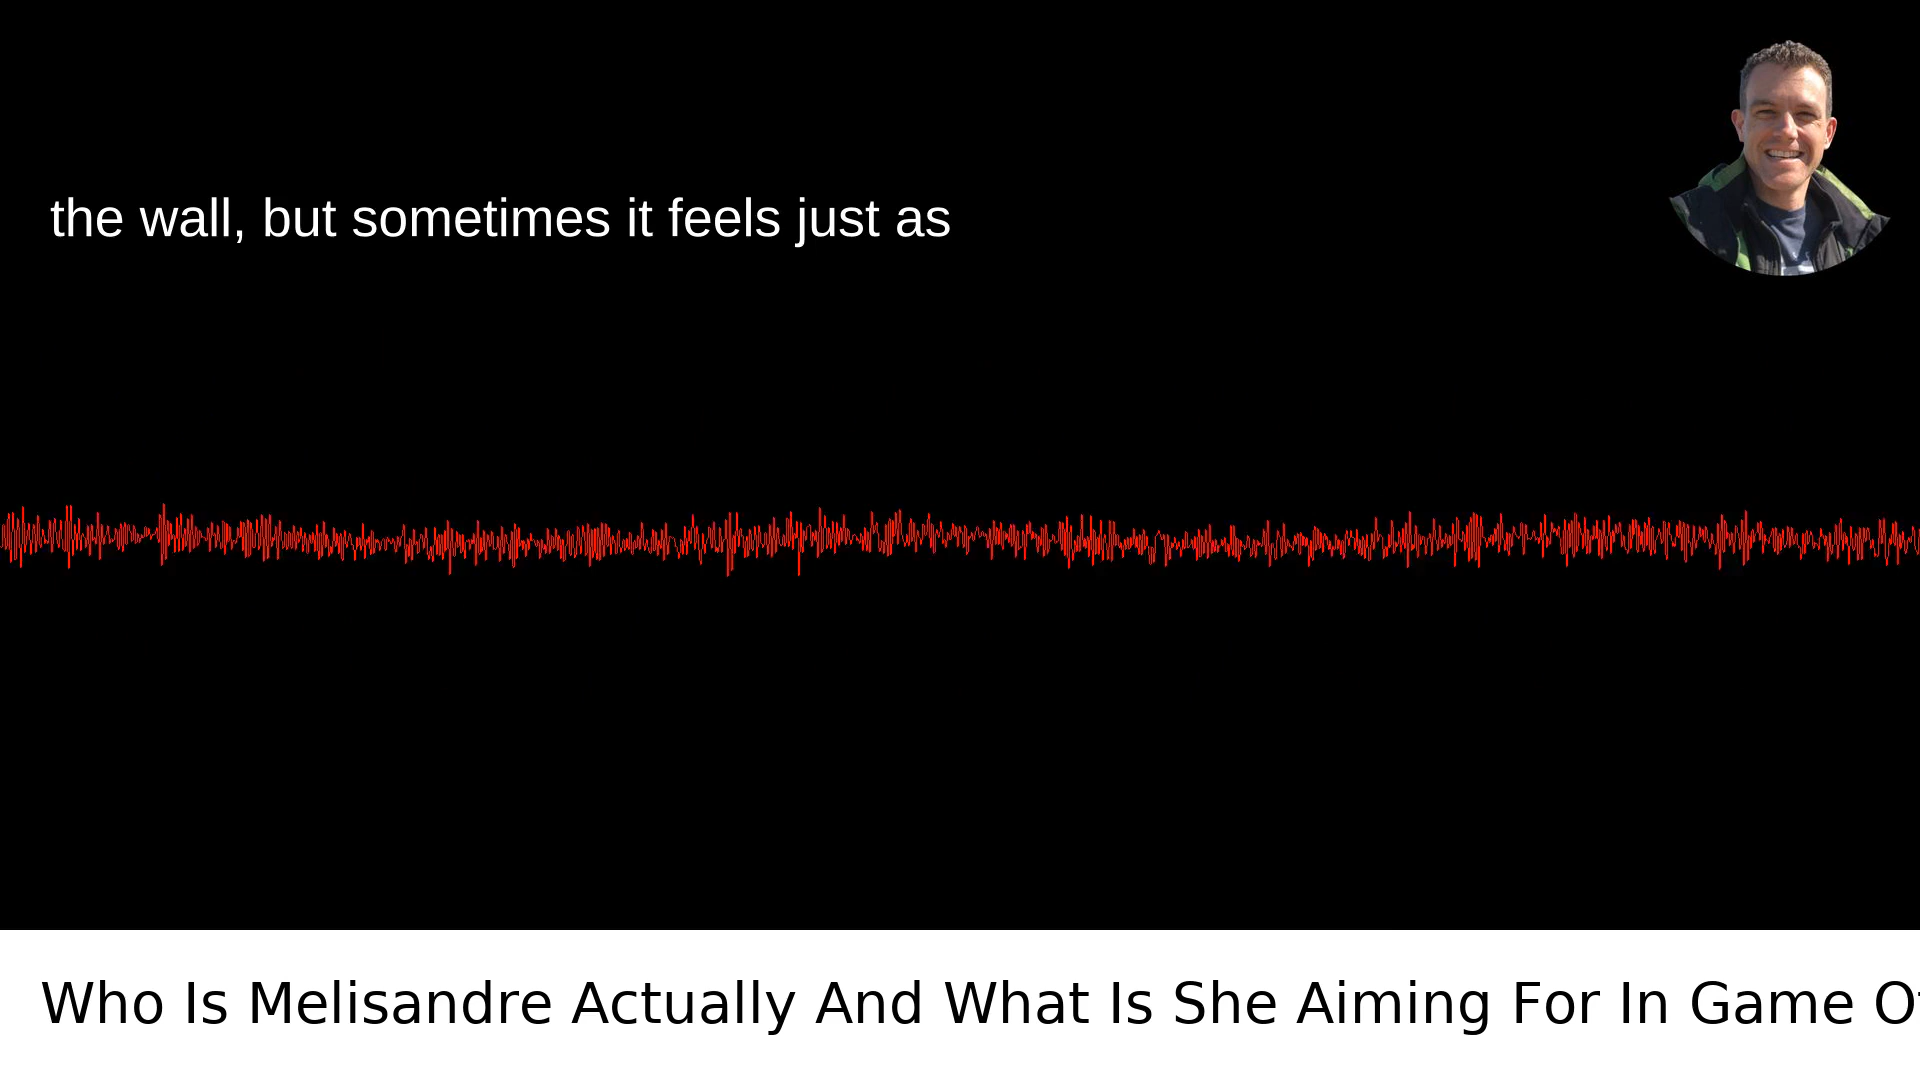 the wall, but sometimes it feels just as
Who Is Melisandre Actually And What Is She Aiming For In Game O